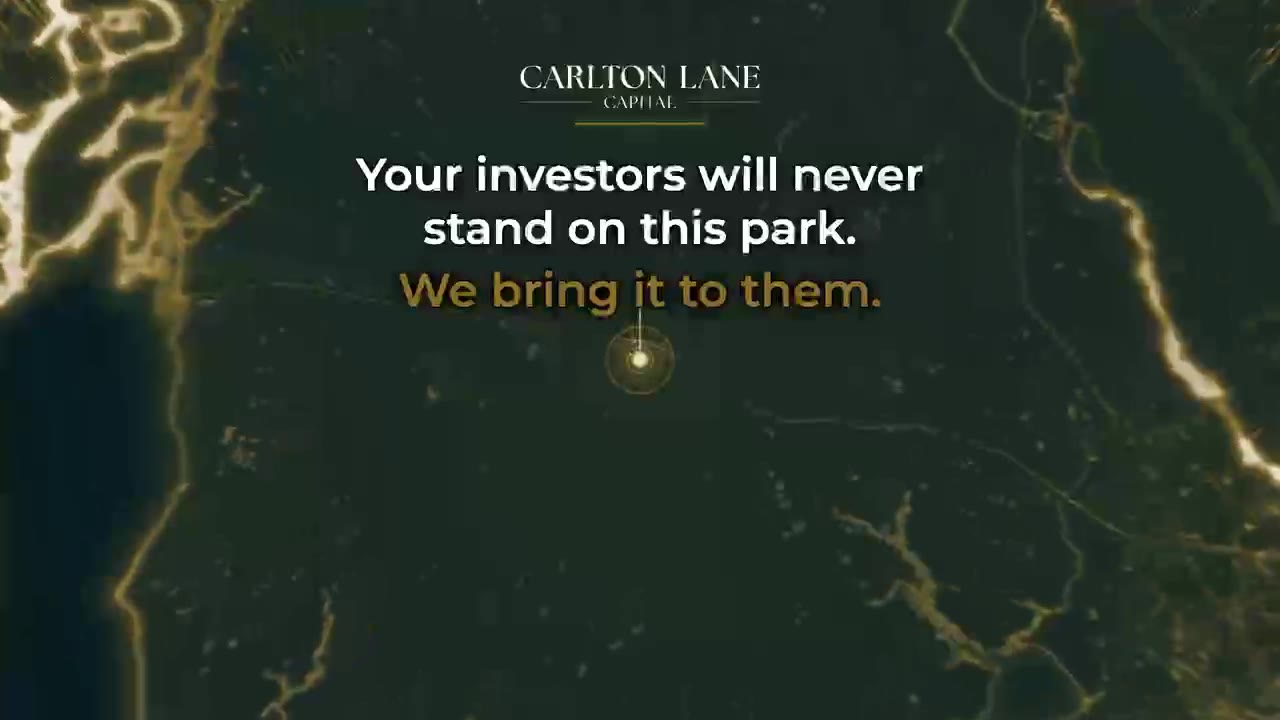 CARLTON LANE
CAPITAL
Your investors will never
stand on this park.
We bring it to them.